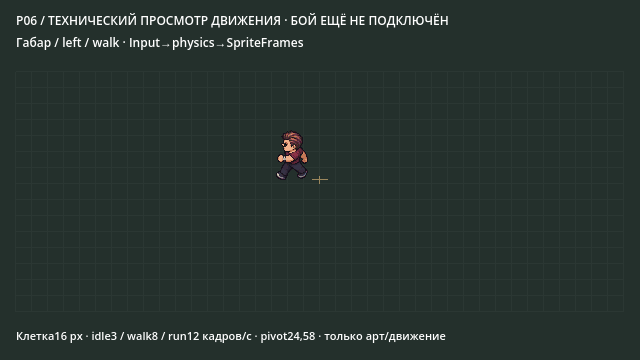 P06 / ТЕХНИЧЕСКИЙ ПРОСМОТР ДВИЖЕНИЯ · БОЙ ЕЩЁ НЕ ПОДКЛЮЧЁН
Габар / left / walk · Input→physics→SpriteFrames
Клетка16 px · idle3 / walk8 / run12 кадров/с · pivot24,58 · только арт/движение